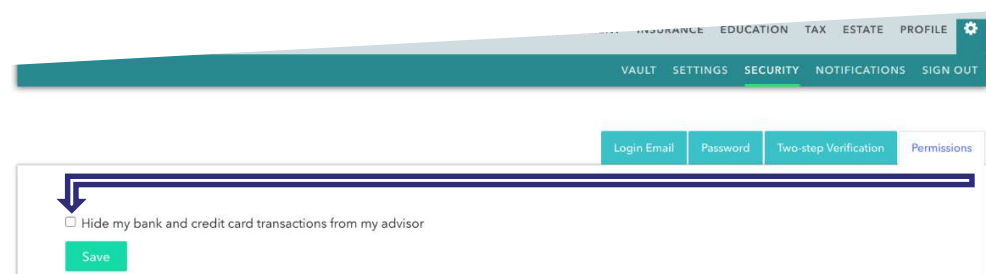 INSURANCE EDUCATION TAX ESTATE PROFILE
VAULT SETTINGS SECURITY NOTIFICATIONS SIGN OUT
Login Email Password Two-step Verification Permissions
Hide my bank and credit card transactions from my advisor
Save